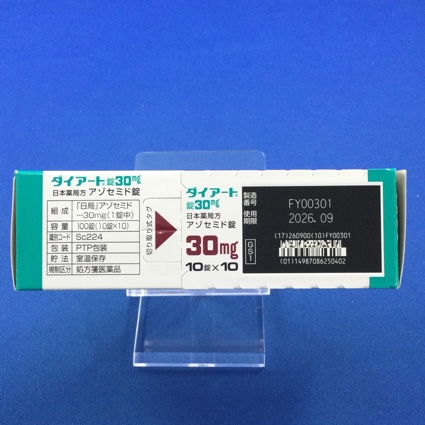 ダイアート錠30mg
日本薬局方 アゾセミド錠
組成 「日局」アゾセミド
―30mg(1錠中)
容量 100錠(10錠×10)
識別コード Sc224
包装 PTP包装
貯法 室温保存
規制区分 処方箋医薬品
切り取り式タグ
ダイアート
錠30mg
日本薬局方
アゾセミド錠
30mg
10錠×10
製造番号 FY00301
使用期限 2026.09
GS1
(17)260900(10)FY00301
(01)14987086250402